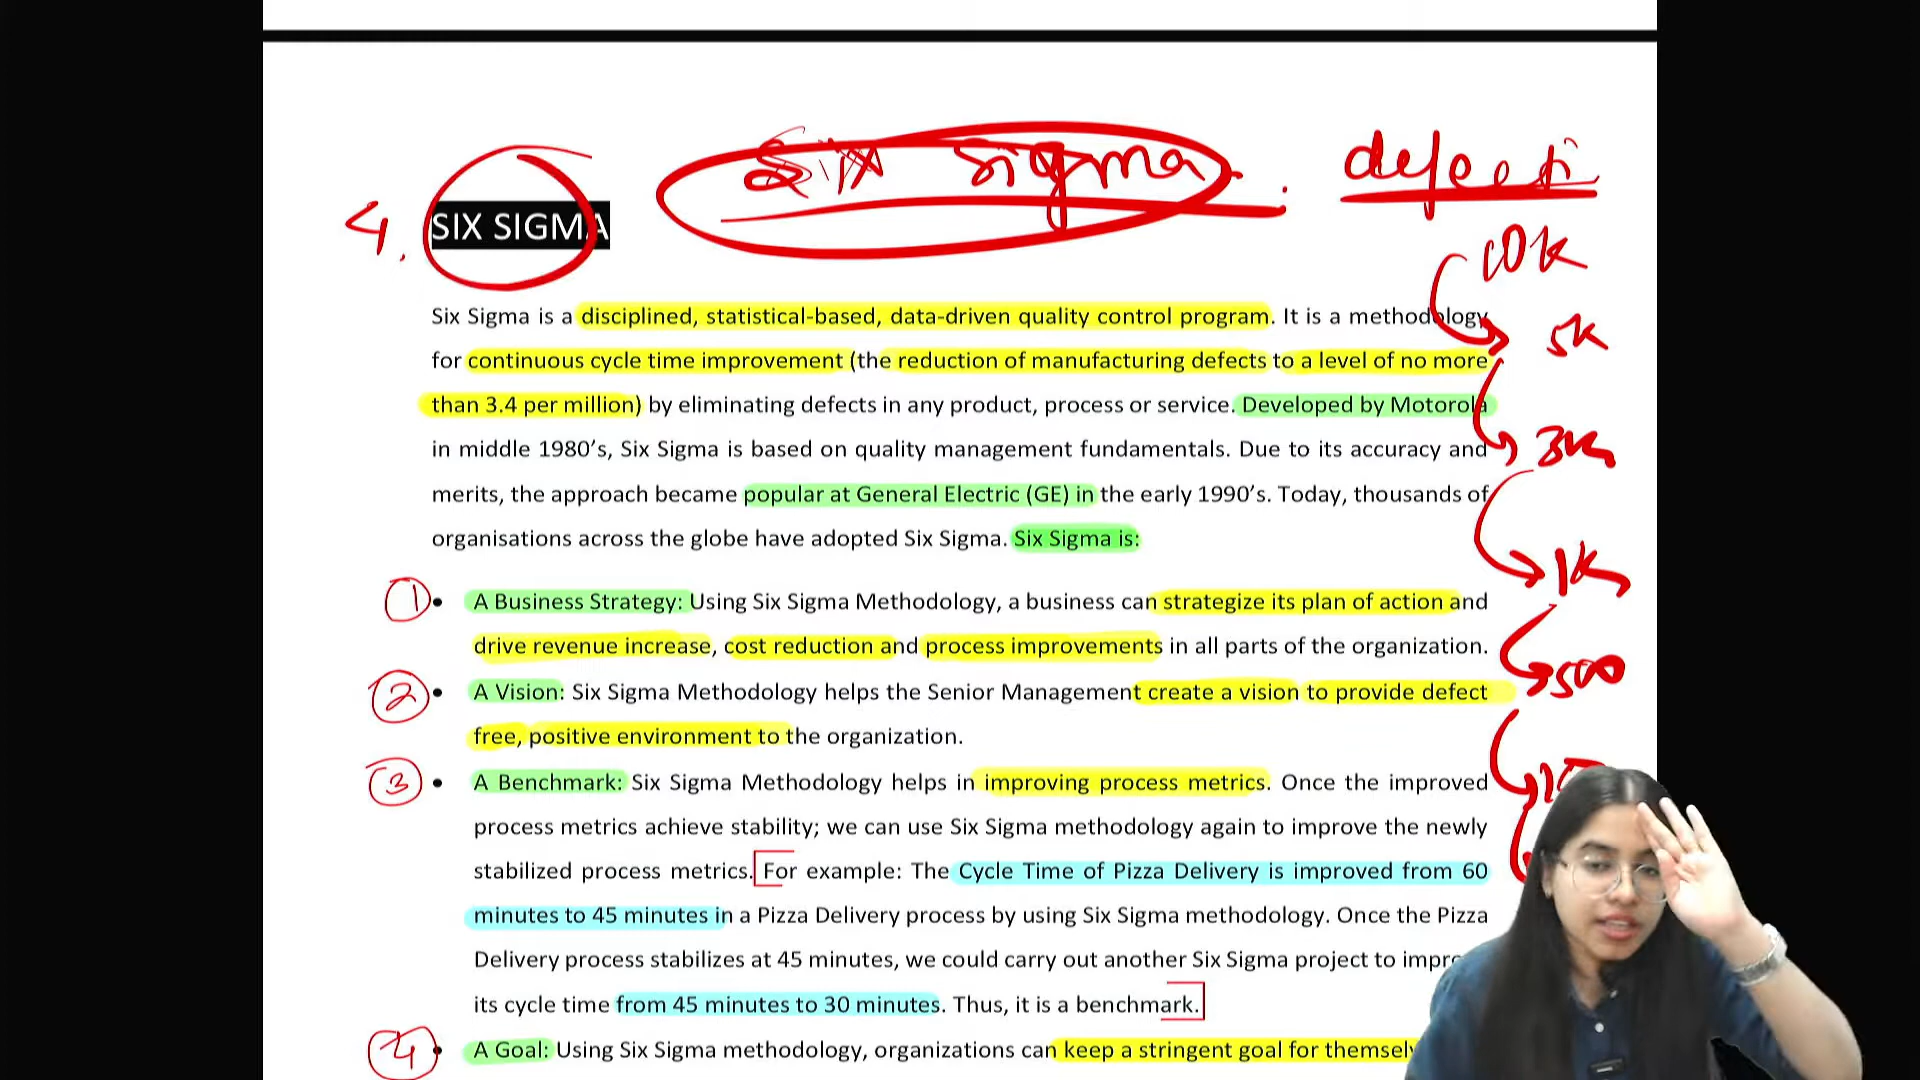 Six Sigma.
defects
4. SIX SIGMA
10k
Six Sigma is a disciplined, statistical-based, data-driven quality control program. It is a methodology
5k
for continuous cycle time improvement (the reduction of manufacturing defects to a level of no more
than 3.4 per million) by eliminating defects in any product, process or service. Developed by Motorola
in middle 1980’s, Six Sigma is based on quality management fundamentals. Due to its accuracy and
3k
merits, the approach became popular at General Electric (GE) in the early 1990’s. Today, thousands of
organisations across the globe have adopted Six Sigma. Six Sigma is:
1k
1 • A Business Strategy: Using Six Sigma Methodology, a business can strategize its plan of action and
drive revenue increase, cost reduction and process improvements in all parts of the organization.
500
2 • A Vision: Six Sigma Methodology helps the Senior Management create a vision to provide defect
free, positive environment to the organization.
3 • A Benchmark: Six Sigma Methodology helps in improving process metrics. Once the improved
process metrics achieve stability; we can use Six Sigma methodology again to improve the newly
stabilized process metrics. For example: The Cycle Time of Pizza Delivery is improved from 60
minutes to 45 minutes in a Pizza Delivery process by using Six Sigma methodology. Once the Pizza
Delivery process stabilizes at 45 minutes, we could carry out another Six Sigma project to impro
its cycle time from 45 minutes to 30 minutes. Thus, it is a benchmark.
4 • A Goal: Using Six Sigma methodology, organizations can keep a stringent goal for themsel